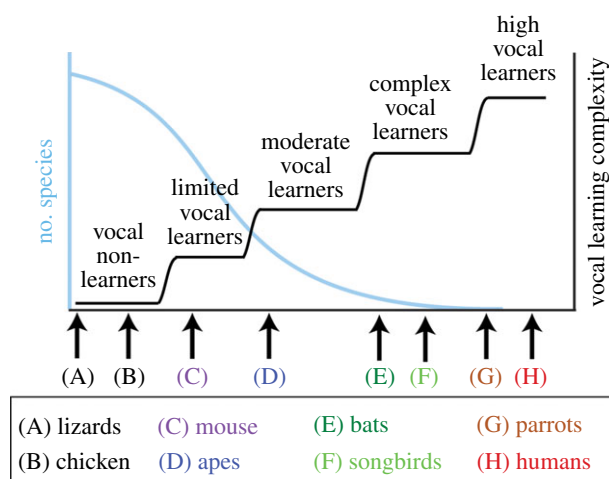 high
vocal
learners
complex
vocal
learners
moderate
vocal
learners
limited
vocal
learners
vocal
non-
learners
no. species
vocal learning complexity
(A) (B) (C) (D) (E) (F) (G) (H)
(A) lizards (C) mouse (E) bats (G) parrots
(B) chicken (D) apes (F) songbirds (H) humans